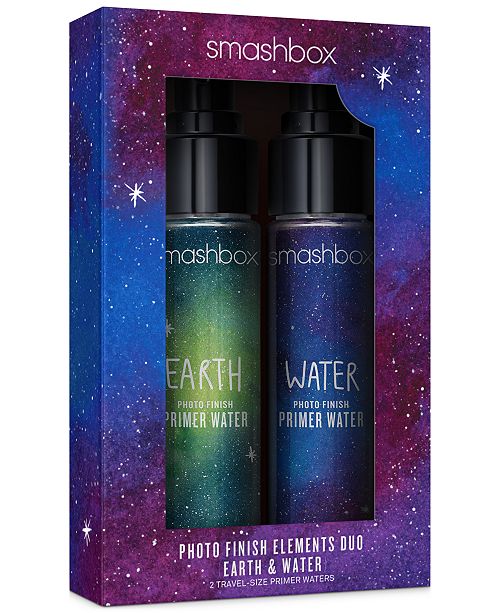 smashbox
smashbox
EARTH
PHOTO FINISH
PRIMER WATER
smashbox
WATER
PHOTO FINISH
PRIMER WATER
PHOTO FINISH ELEMENTS DUO
EARTH & WATER
2 TRAVEL-SIZE PRIMER WATERS